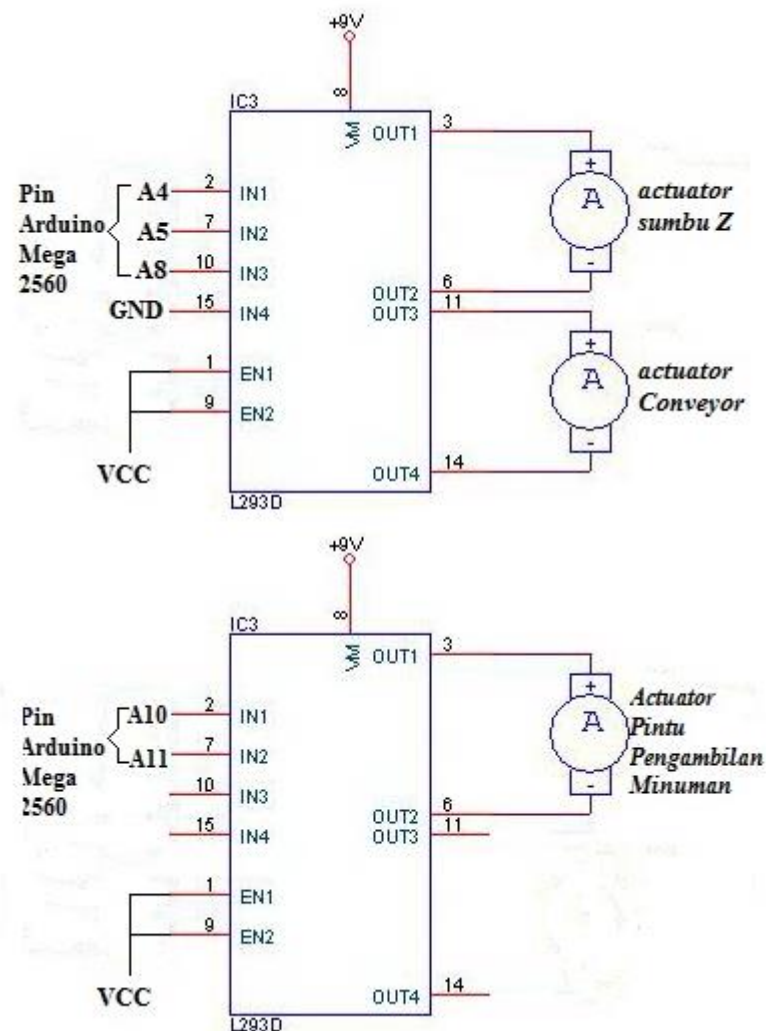 +9V
8
IC3
VM
OUT1
3
Pin
Arduino
Mega
2560
A4
2
IN1
A5
7
IN2
A8
10
IN3
GND
15
IN4
+
A
-
actuator
sumbu Z
OUT2
6
OUT3
11
1
EN1
9
EN2
VCC
+
A
-
actuator
Conveyor
OUT4
14
L293D
+9V
8
IC3
VM
OUT1
3
Pin
Arduino
Mega
2560
A10
2
IN1
A11
7
IN2
10
IN3
15
IN4
+
A
-
Actuator
Pintu
Pengambilan
Minuman
OUT2
6
OUT3
11
1
EN1
9
EN2
VCC
OUT4
14
L293D